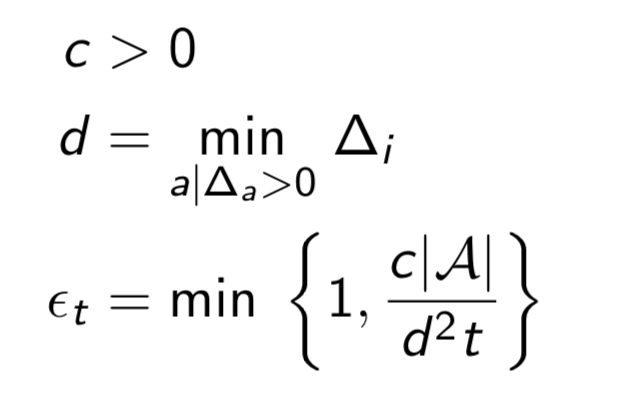 c > 0
d = min_{a|Δ_a>0} Δ_i
ϵ_t = min { 1, c|𝒜| / d²t }